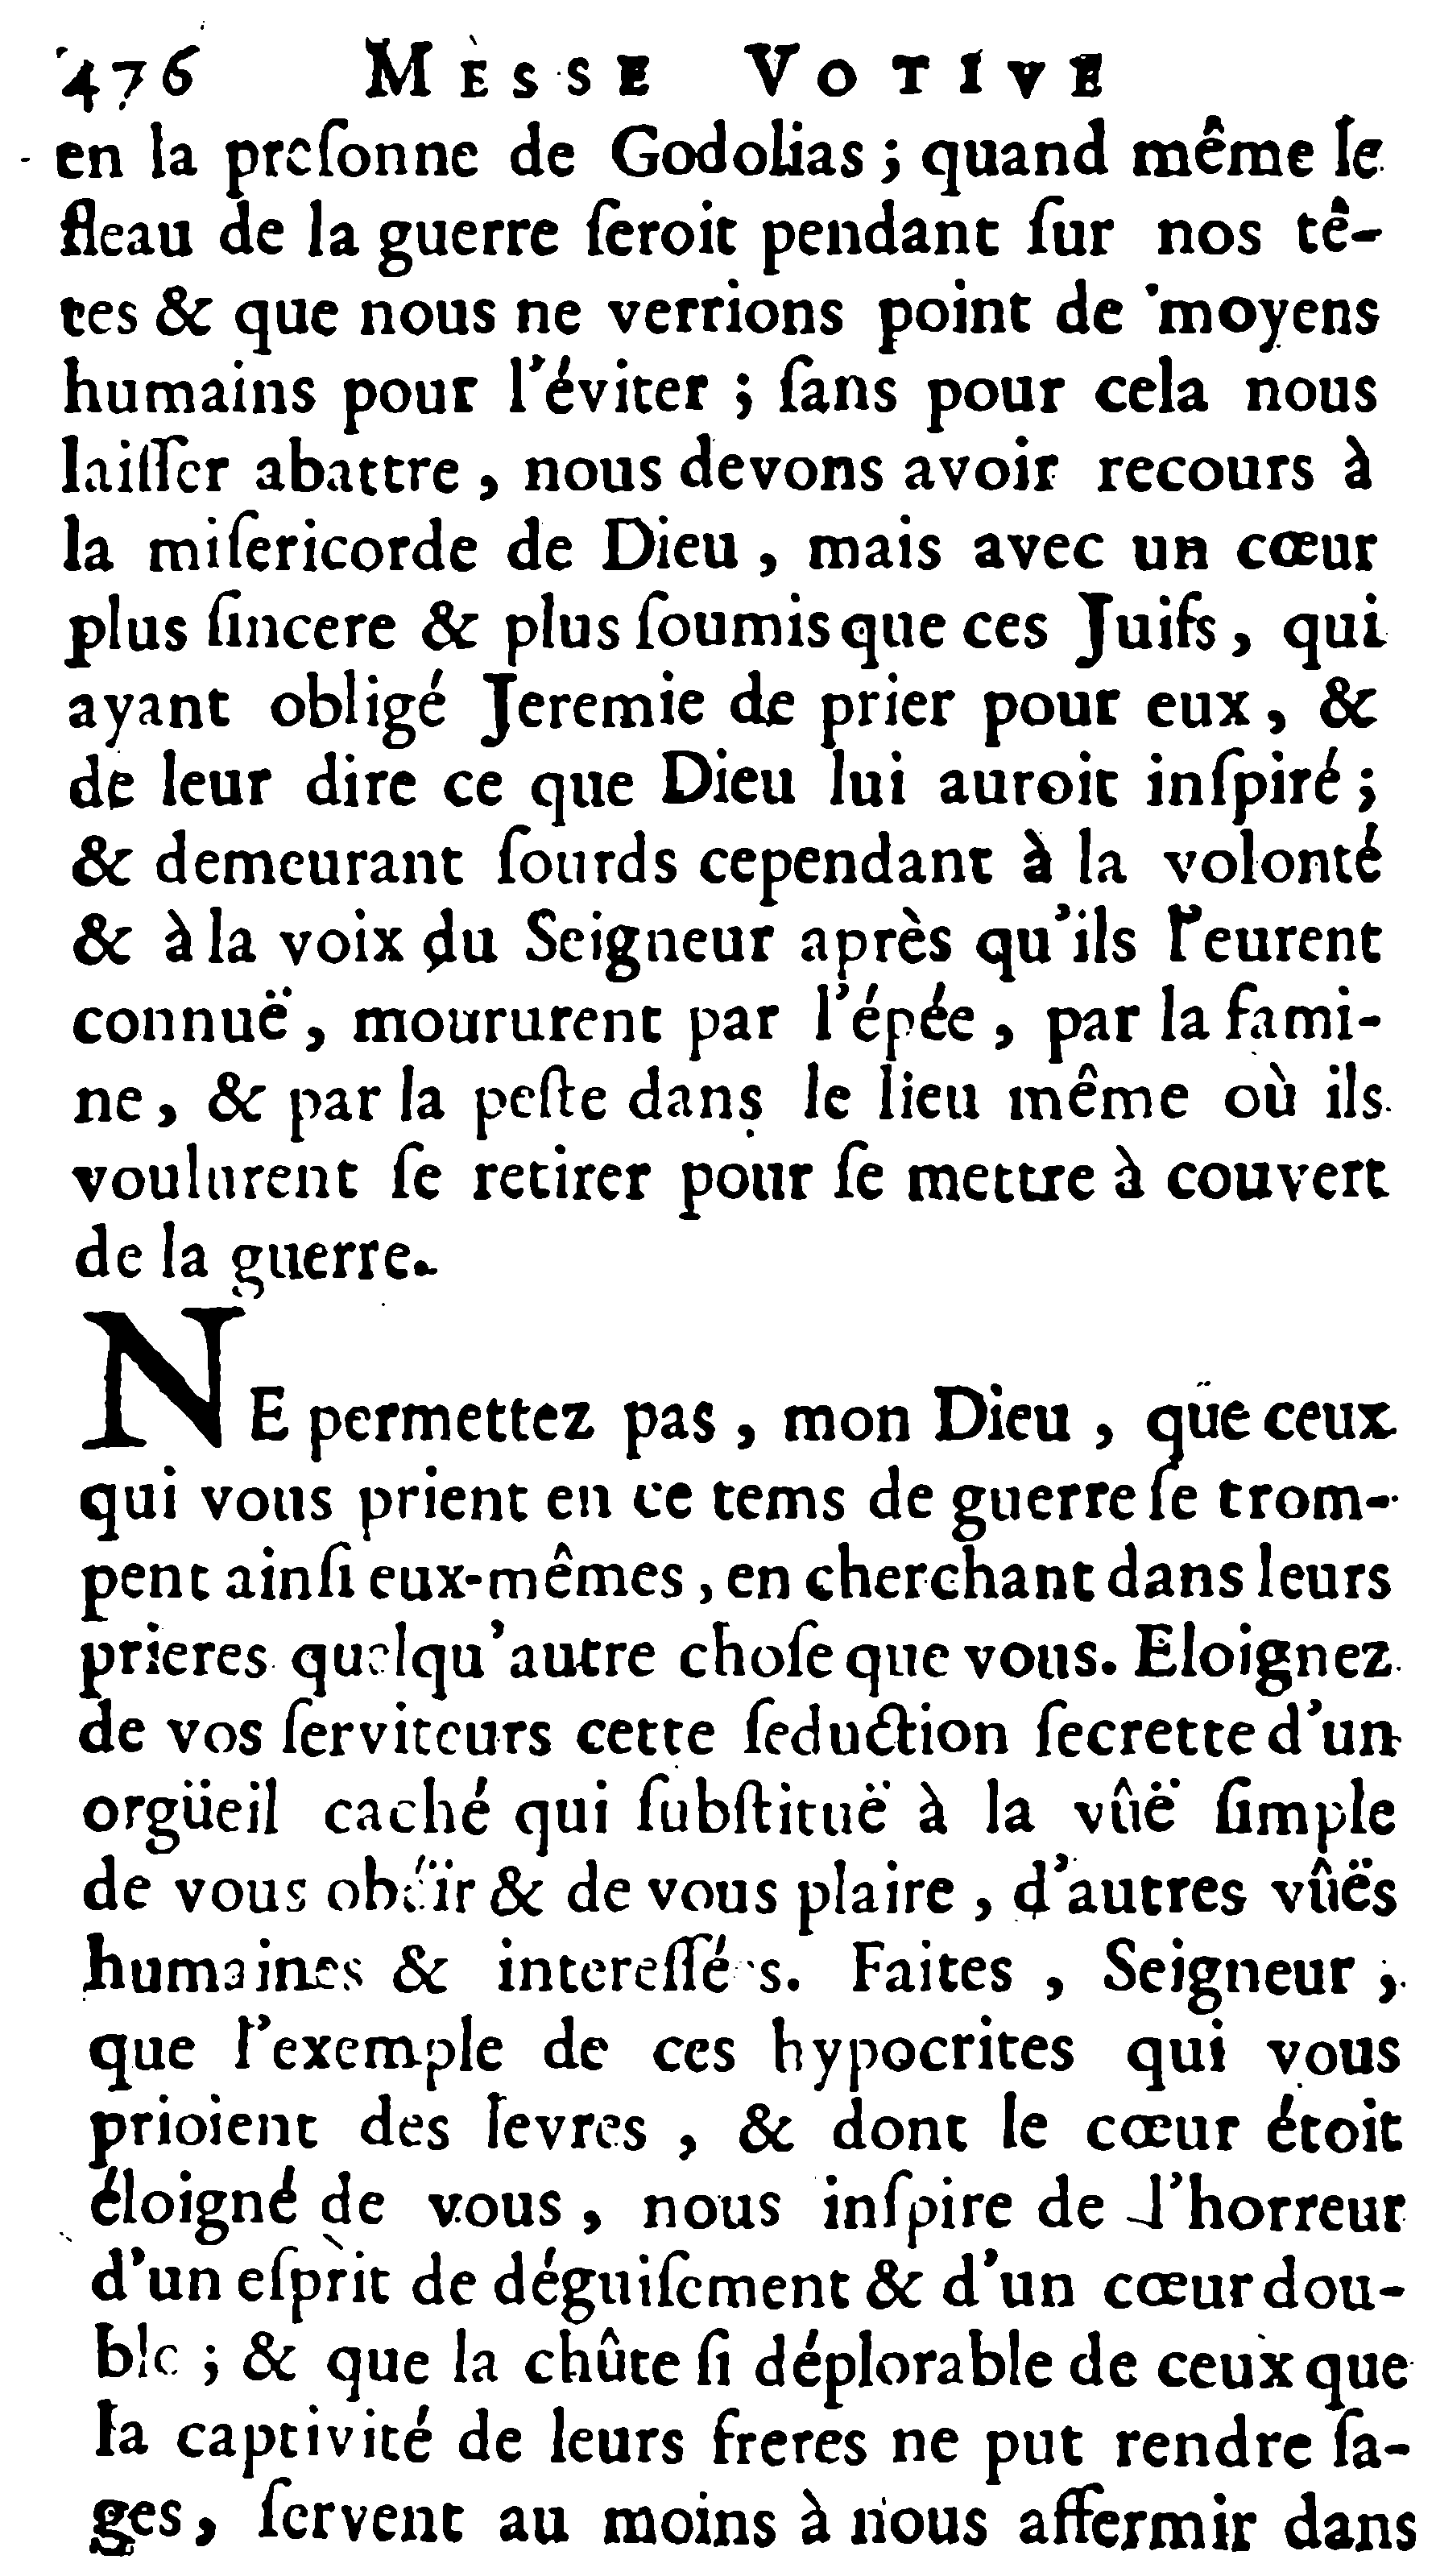 476 MESSE VOTIVE
en la preſonne de Godolias ; quand même le
fleau de la guerre ſeroit pendant ſur nos tê-
tes & que nous ne verrions point de moyens
humains pour l'éviter ; ſans pour cela nous
laiſſer abattre, nous devons avoir recours à
la miſericorde de Dieu, mais avec un cœur
plus ſincere & plus ſoumis que ces Juifs, qui
ayant obligé Jeremie de prier pour eux, &
de leur dire ce que Dieu lui auroit inſpiré ;
& demeurant ſourds cependant à la volonté
& à la voix du Seigneur après qu'ils l'eurent
connuë, moururent par l'épée, par la fami-
ne, & par la peſte dans le lieu même où ils
voulurent ſe retirer pour ſe mettre à couvert
de la guerre.
NE permettez pas, mon Dieu, que ceux
qui vous prient en ce tems de guerre ſe trom-
pent ainſi eux-mêmes, en cherchant dans leurs
prieres quelqu'autre choſe que vous. Eloignez
de vos ſerviteurs cette ſeduction ſecrette d'un
orgüeil caché qui ſubſtituë à la vûë ſimple
de vous obéïr & de vous plaire, d'autres vûës
humaines & intereſſées. Faites, Seigneur,
que l'exemple de ces hypocrites qui vous
prioient des levres, & dont le cœur étoit
éloigné de vous, nous inſpire de l'horreur
d'un eſprit de déguiſement & d'un cœur dou-
ble ; & que la chûte ſi déplorable de ceux que
la captivité de leurs freres ne put rendre ſa-
ges, ſervent au moins à nous affermir dans